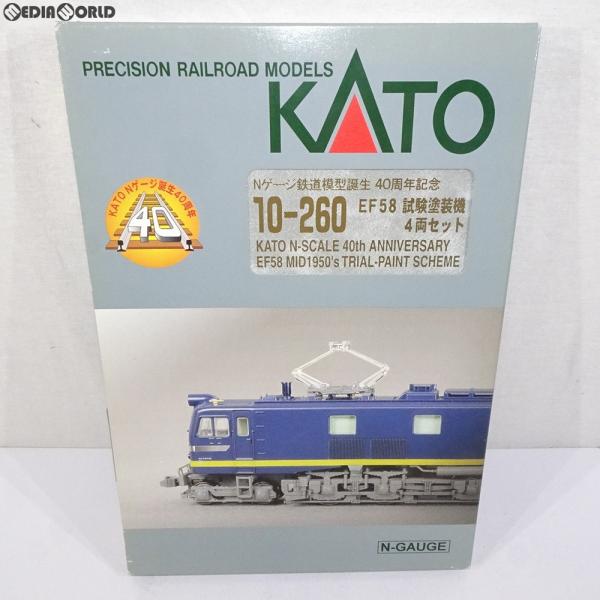 MEDIAWORLD
PRECISION RAILROAD MODELS
KATO
Nゲージ鉄道模型誕生 40周年記念
10-260 EF58 試験塗装機
4両セット
KATO N-SCALE 40th ANNIVERSARY
EF58 MID1950's TRIAL-PAINT SCHEME
KATO Nゲージ誕生40周年
40
N-GAUGE